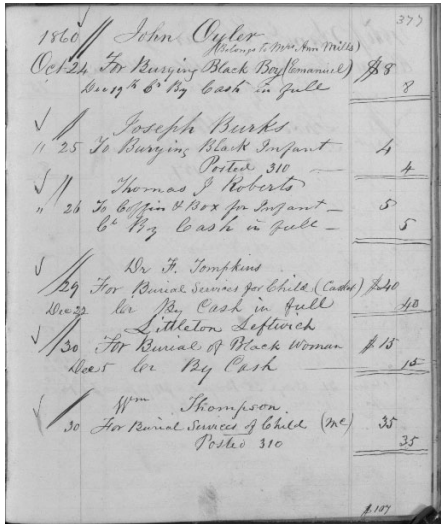 377
1860 // John Oyler
(Belongs to Mrs Ann Mills)
Oct 24 For Burying Black Boy (Emanuel) $8
Dec 19th Cr By Cash in full 8
Joseph Burks
" 25 To Burying Black Infant 4
Posted 310 4
Thomas J Roberts
" 26 To Coffin & Box for Infant 5
Cr By Cash in full 5
Dr F. Tompkins
29 For Burial Services for Child $40
Dec 22 Cr By Cash in full 40
Littleton Leftwich
30 For Burial of Black Woman $15
Dec 5 Cr By Cash 15
Wm Thompson.
30 For Burial Services of Child (Mc) 35
Posted 310 35
$107